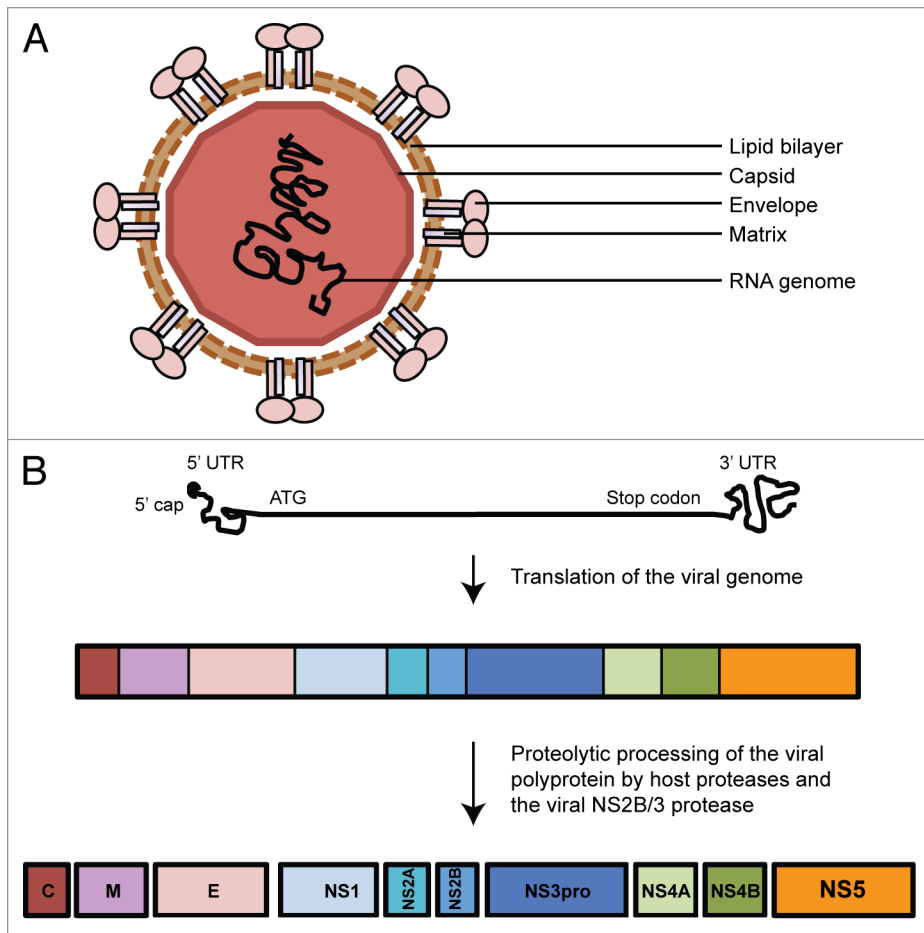 A
Lipid bilayer
Capsid
Envelope
Matrix
RNA genome
B
5’ UTR
3’ UTR
5’ cap
ATG
Stop codon
Translation of the viral genome
Proteolytic processing of the viral
polyprotein by host proteases and
the viral NS2B/3 protease
C M E NS1 NS2A NS2B NS3pro NS4A NS4B NS5